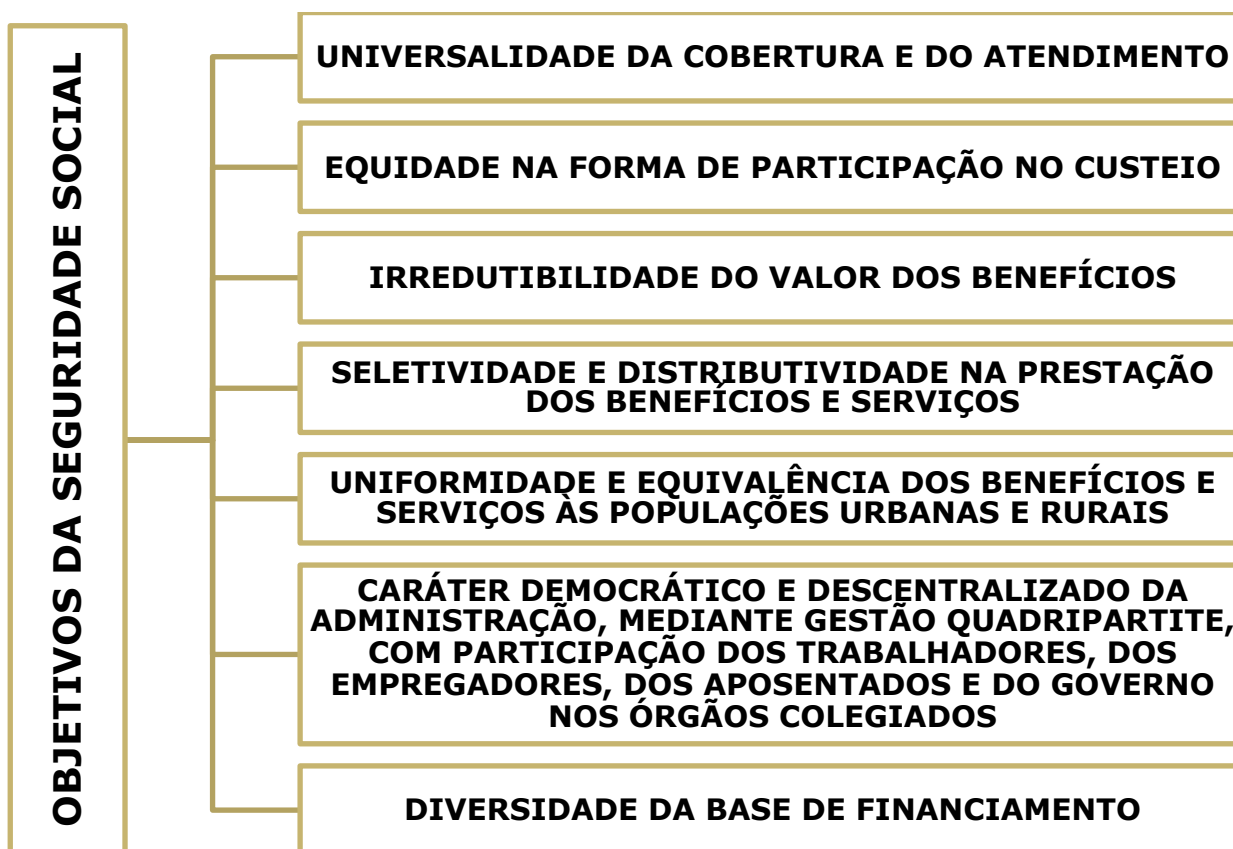 OBJETIVOS DA SEGURIDADE SOCIAL
UNIVERSALIDADE DA COBERTURA E DO ATENDIMENTO
EQUIDADE NA FORMA DE PARTICIPAÇÃO NO CUSTEIO
IRREDUTIBILIDADE DO VALOR DOS BENEFÍCIOS
SELETIVIDADE E DISTRIBUTIVIDADE NA PRESTAÇÃO
DOS BENEFÍCIOS E SERVIÇOS
UNIFORMIDADE E EQUIVALÊNCIA DOS BENEFÍCIOS E
SERVIÇOS ÀS POPULAÇÕES URBANAS E RURAIS
CARÁTER DEMOCRÁTICO E DESCENTRALIZADO DA
ADMINISTRAÇÃO, MEDIANTE GESTÃO QUADRIPARTITE,
COM PARTICIPAÇÃO DOS TRABALHADORES, DOS
EMPREGADORES, DOS APOSENTADOS E DO GOVERNO
NOS ÓRGÃOS COLEGIADOS
DIVERSIDADE DA BASE DE FINANCIAMENTO